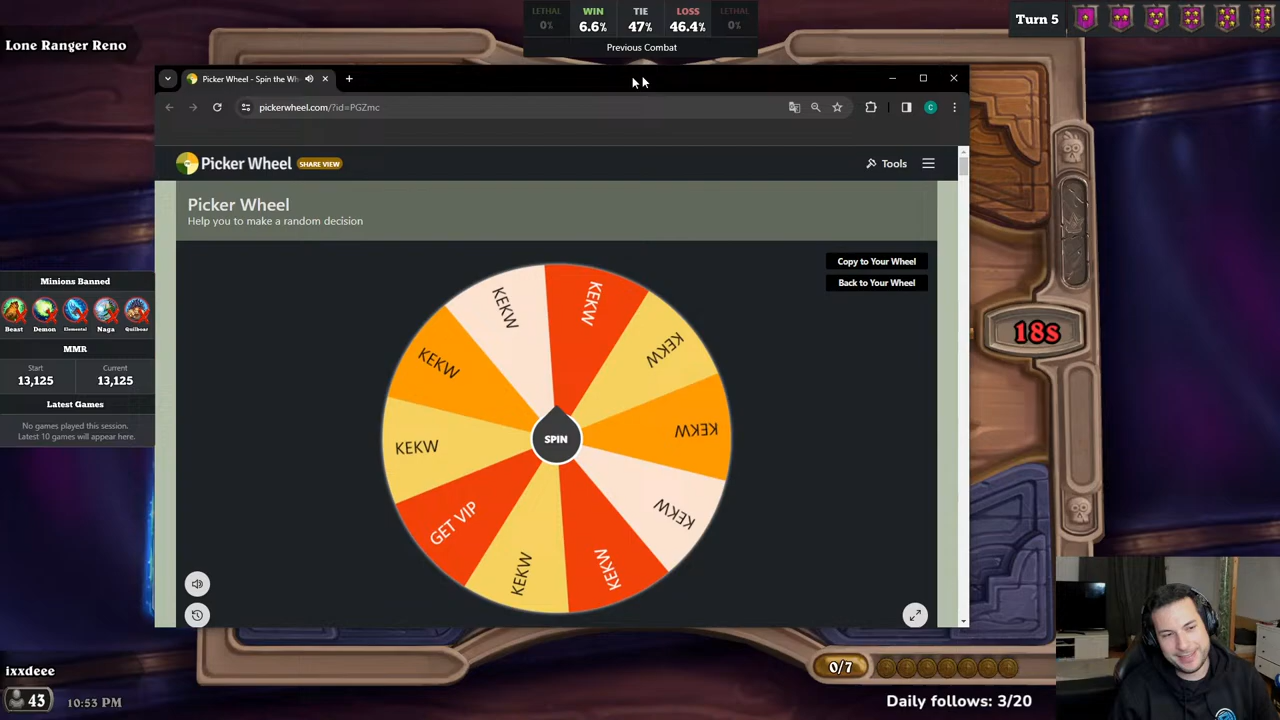 Lone Ranger Reno
LETHAL
0%
WIN
6.6%
TIE
47%
LOSS
46.4%
LETHAL
0%
Previous Combat
Turn 5
Picker Wheel - Spin the Wh
pickerwheel.com/?id=PGZmc
C
Picker Wheel
SHARE VIEW
Tools
Picker Wheel
Help you to make a random decision
Copy to Your Wheel
Back to Your Wheel
KEKW
KEKW
KEKW
KEKW
KEKW
KEKW
KEKW
GET VIP
KEKW
KEKW
SPIN
Minions Banned
Beast
Demon
Elemental
Naga
Quilboar
MMR
Start
13,125
Current
13,125
Latest Games
No games played this session.
Latest 10 games will appear here.
18s
ixxdeee
43
10:53 PM
0/7
Daily follows: 3/20